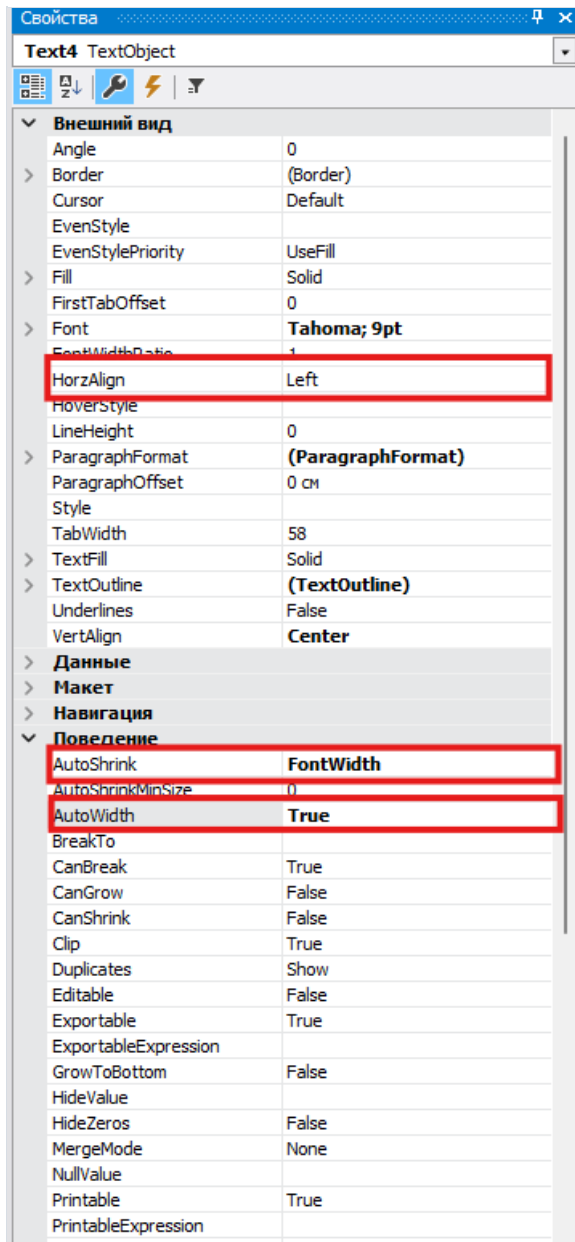 Свойства
Text4 TextObject
Внешний вид
Angle 0
Border (Border)
Cursor Default
EvenStyle
EvenStylePriority UseFill
Fill Solid
FirstTabOffset 0
Font Tahoma; 9pt
FontWidthRatio 1
HorzAlign Left
HoverStyle
LineHeight 0
ParagraphFormat (ParagraphFormat)
ParagraphOffset 0 см
Style
TabWidth 58
TextFill Solid
TextOutline (TextOutline)
Underlines False
VertAlign Center
Данные
Макет
Навигация
Поведение
AutoShrink FontWidth
AutoShrinkMinSize 0
AutoWidth True
BreakTo
CanBreak True
CanGrow False
CanShrink False
Clip True
Duplicates Show
Editable False
Exportable True
ExportableExpression
GrowToBottom False
HideValue
HideZeros False
MergeMode None
NullValue
Printable True
PrintableExpression